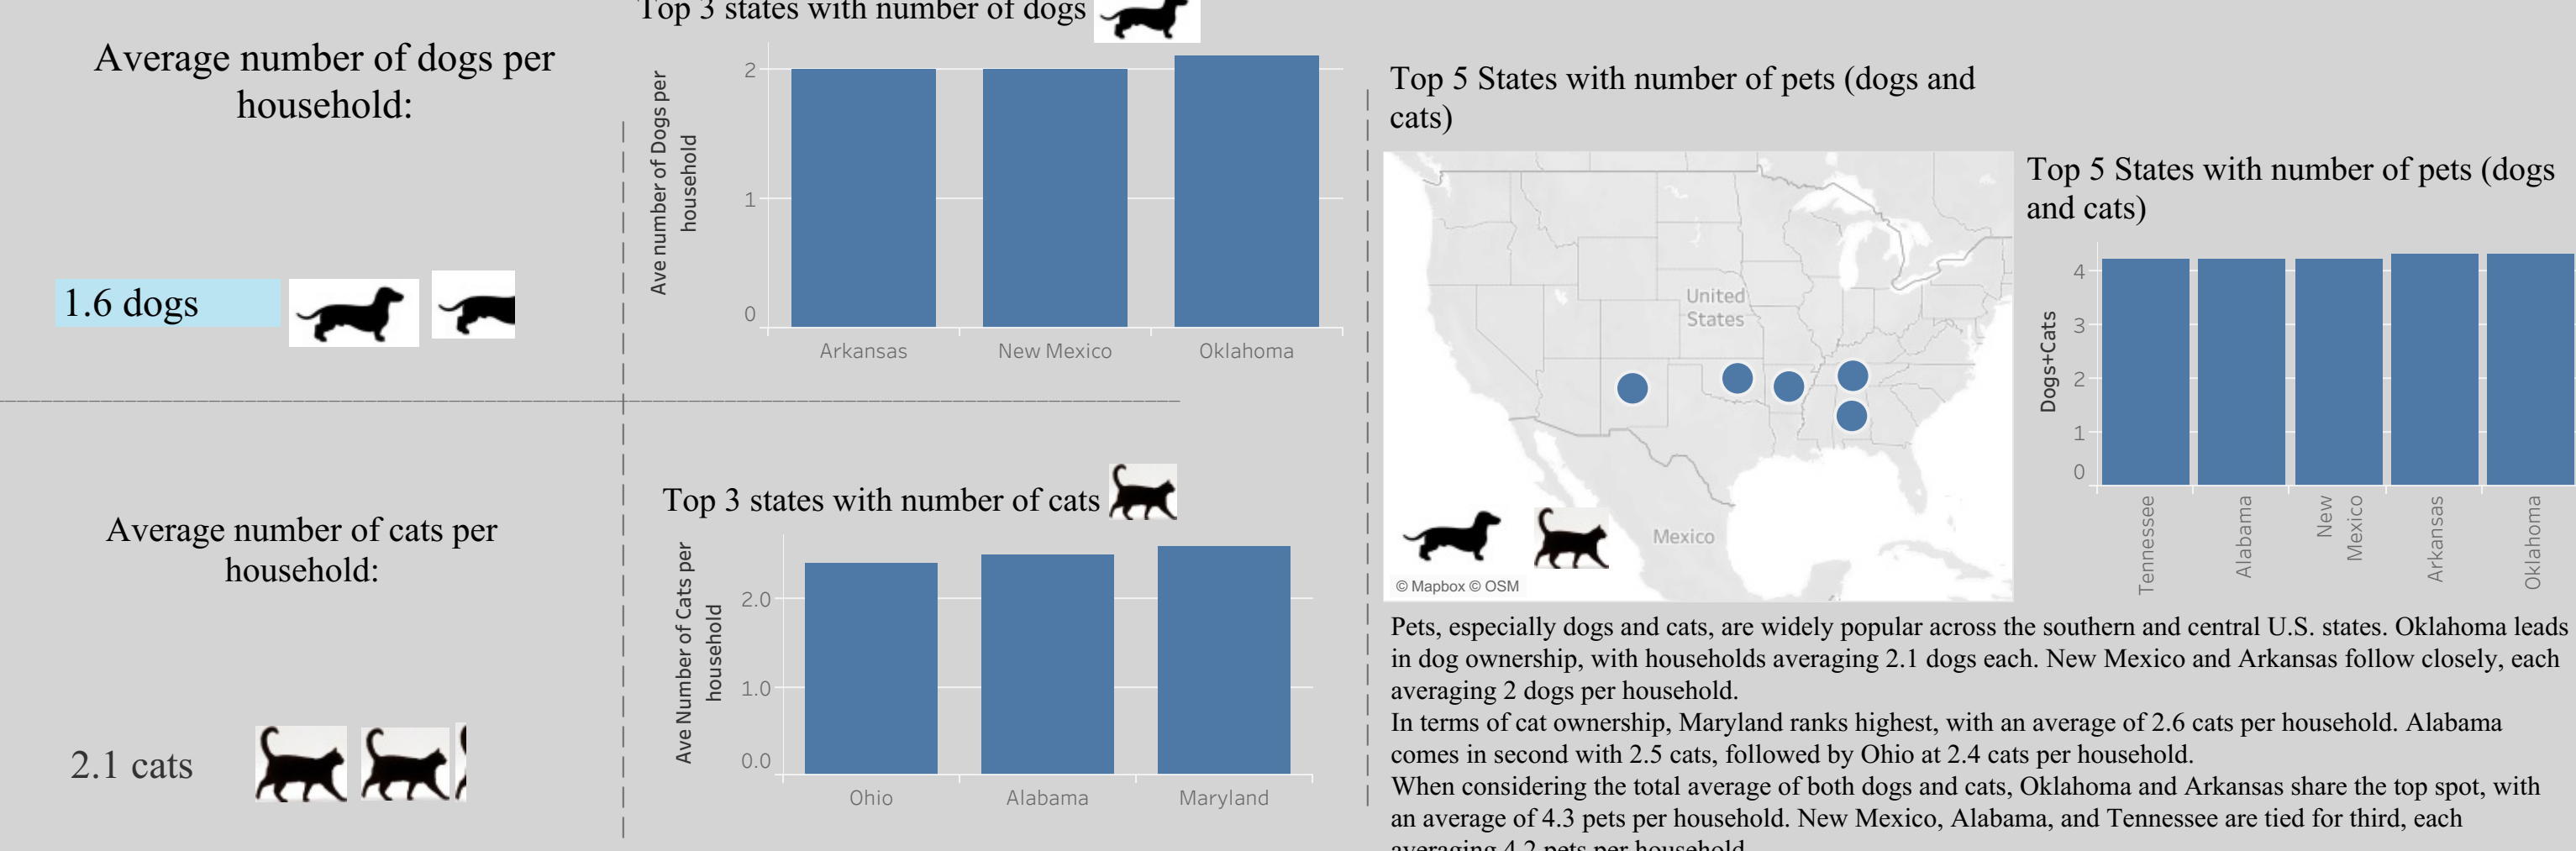 Average number of dogs per
household:
1.6 dogs
Average number of cats per
household:
2.1 cats
Top 3 states with number of dogs
Ave number of Dogs per
household
2
1
0
Arkansas
New Mexico
Oklahoma
Top 3 states with number of cats
Ave Number of Cats per
household
2.0
1.0
0.0
Ohio
Alabama
Maryland
Top 5 States with number of pets (dogs and
cats)
United
States
Mexico
© Mapbox © OSM
Top 5 States with number of pets (dogs
and cats)
Dogs+Cats
4
3
2
1
0
Tennessee
Alabama
New
Mexico
Arkansas
Oklahoma
Pets, especially dogs and cats, are widely popular across the southern and central U.S. states. Oklahoma leads
in dog ownership, with households averaging 2.1 dogs each. New Mexico and Arkansas follow closely, each
averaging 2 dogs per household.
In terms of cat ownership, Maryland ranks highest, with an average of 2.6 cats per household. Alabama
comes in second with 2.5 cats, followed by Ohio at 2.4 cats per household.
When considering the total average of both dogs and cats, Oklahoma and Arkansas share the top spot, with
an average of 4.3 pets per household. New Mexico, Alabama, and Tennessee are tied for third, each
averaging 4.2 pets per household